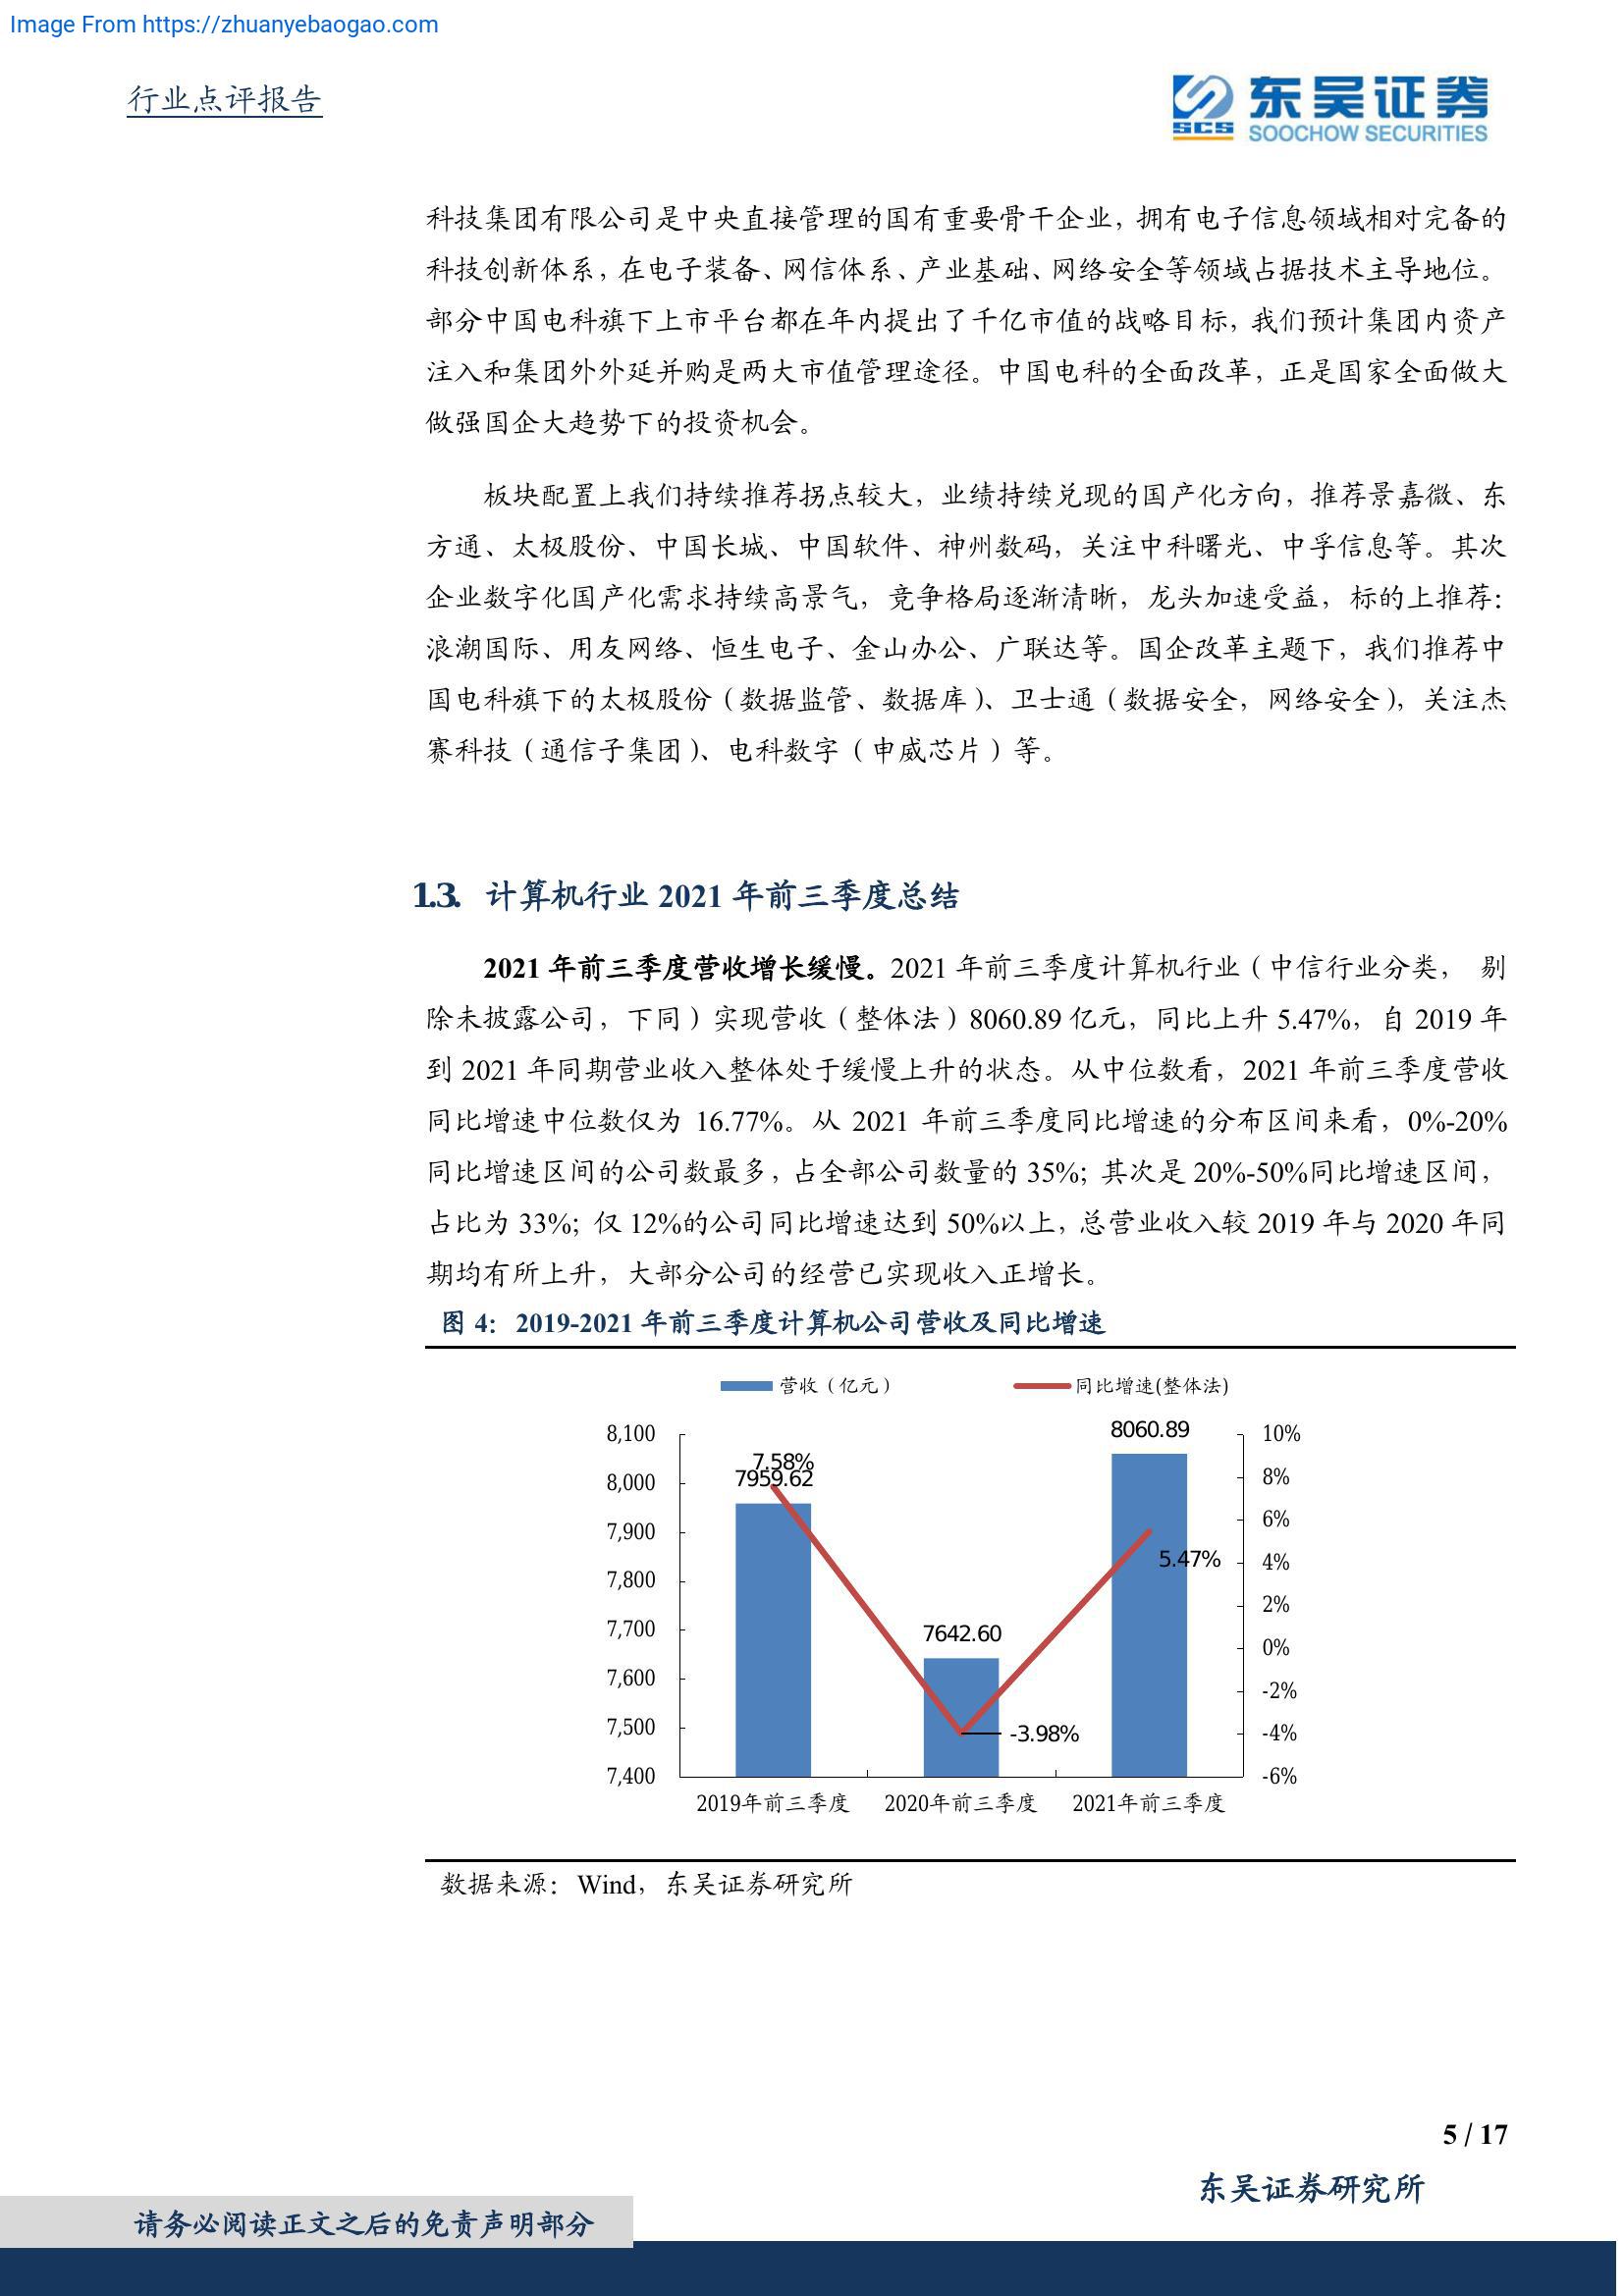 Image From https://zhuanyebaogao.com
行业点评报告
SCS 东吴证券
SOOCHOW SECURITIES
科技集团有限公司是中央直接管理的国有重要骨干企业，拥有电子信息领域相对完备的
科技创新体系，在电子装备、网信体系、产业基础、网络安全等领域占据技术主导地位。
部分中国电科旗下上市平台都在年内提出了千亿市值的战略目标，我们预计集团内资产
注入和集团外外延并购是两大市值管理途径。中国电科的全面改革，正是国家全面做大
做强国企大趋势下的投资机会。
板块配置上我们持续推荐拐点较大，业绩持续兑现的国产化方向，推荐景嘉微、东
方通、太极股份、中国长城、中国软件、神州数码，关注中科曙光、中孚信息等。其次
企业数字化国产化需求持续高景气，竞争格局逐渐清晰，龙头加速受益，标的上推荐：
浪潮国际、用友网络、恒生电子、金山办公、广联达等。国企改革主题下，我们推荐中
国电科旗下的太极股份（数据监管、数据库）、卫士通（数据安全，网络安全），关注杰
赛科技（通信子集团）、电科数字（申威芯片）等。
1.3. 计算机行业 2021 年前三季度总结
2021 年前三季度营收增长缓慢。2021 年前三季度计算机行业（中信行业分类， 剔
除未披露公司，下同）实现营收（整体法）8060.89 亿元，同比上升 5.47%，自 2019 年
到 2021 年同期营业收入整体处于缓慢上升的状态。从中位数看，2021 年前三季度营收
同比增速中位数仅为 16.77%。从 2021 年前三季度同比增速的分布区间来看，0%-20%
同比增速区间的公司数最多，占全部公司数量的 35%；其次是 20%-50%同比增速区间，
占比为 33%；仅 12%的公司同比增速达到 50%以上，总营业收入较 2019 年与 2020 年同
期均有所上升，大部分公司的经营已实现收入正增长。
图 4： 2019-2021 年前三季度计算机公司营收及同比增速
营收（亿元） 同比增速(整体法)
8,100
8,000
7,900
7,800
7,700
7,600
7,500
7,400
7.58%
7959.62
7642.60
-3.98%
8060.89
5.47%
10%
8%
6%
4%
2%
0%
-2%
-4%
-6%
2019年前三季度 2020年前三季度 2021年前三季度
数据来源：Wind，东吴证券研究所
5 / 17
东吴证券研究所
请务必阅读正文之后的免责声明部分